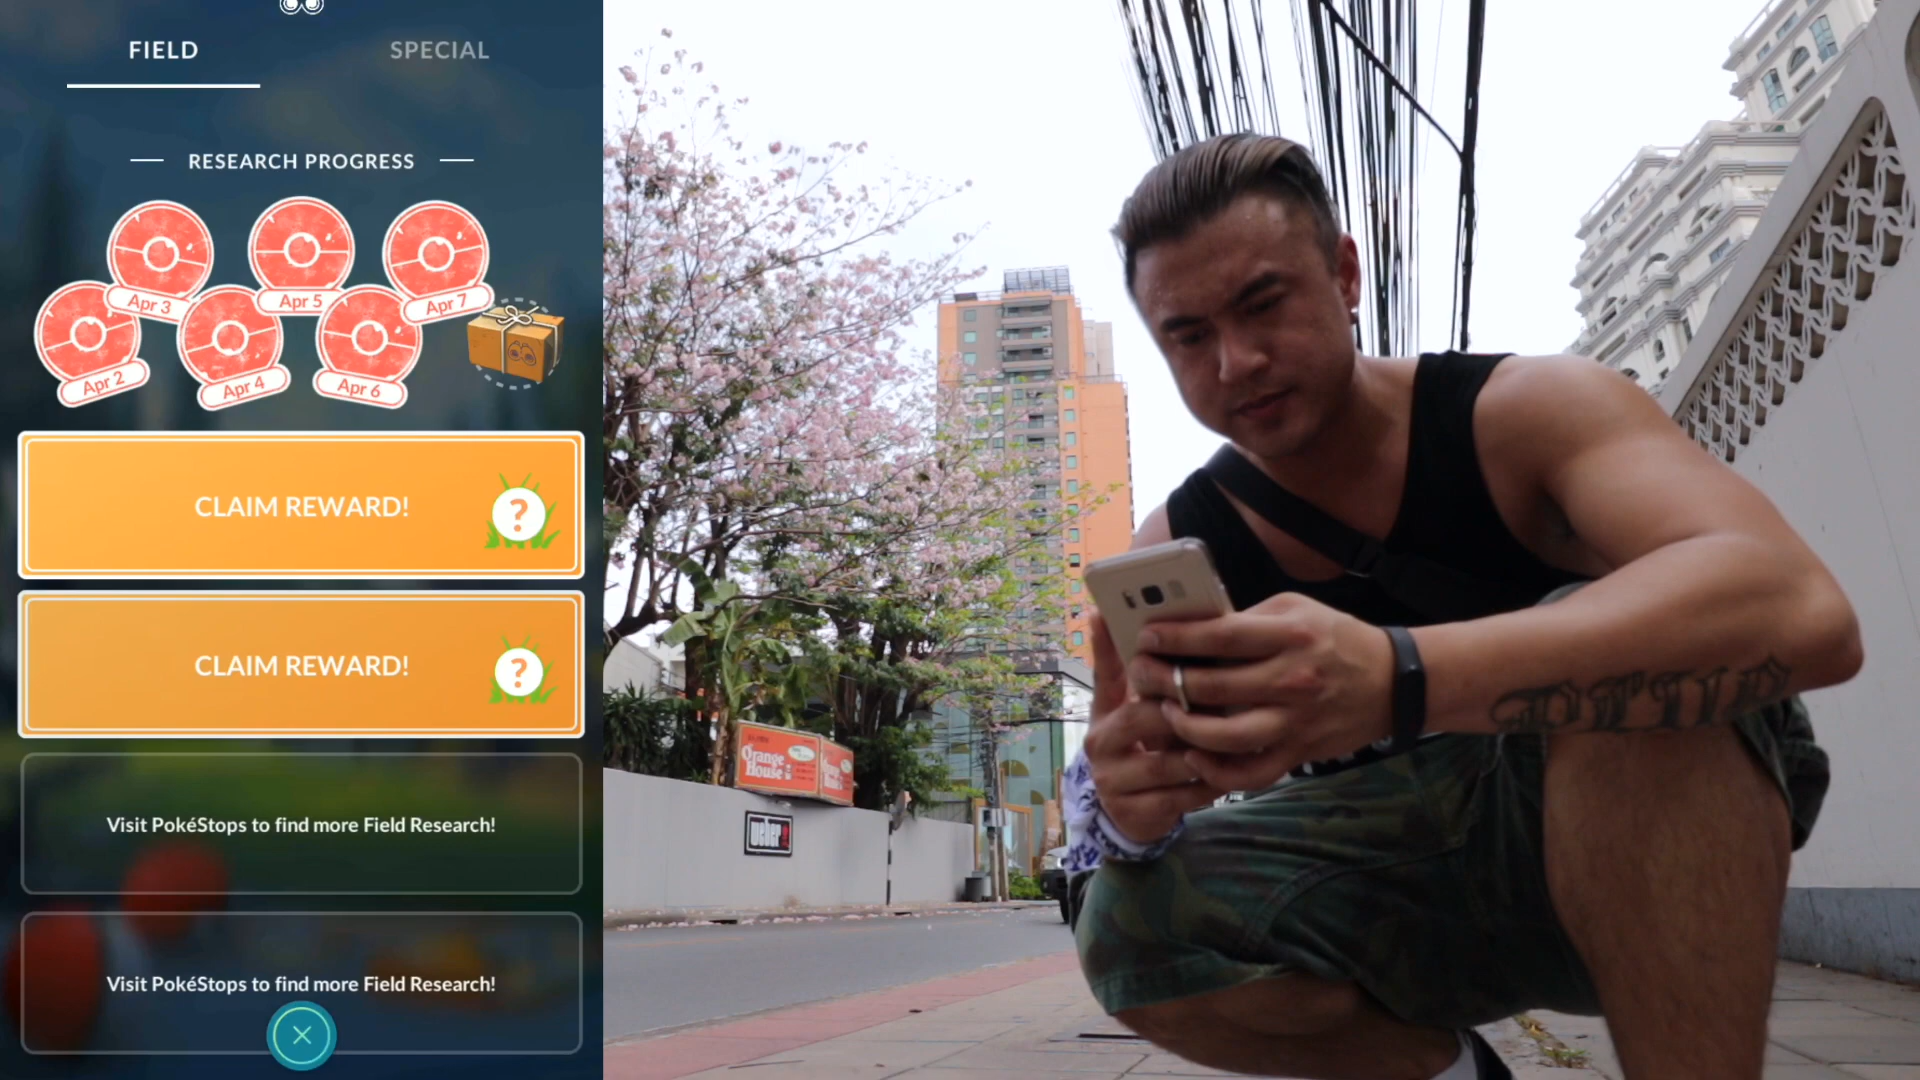 FIELD
SPECIAL
RESEARCH PROGRESS
Apr 2
Apr 3
Apr 4
Apr 5
Apr 6
Apr 7
CLAIM REWARD!
?
CLAIM REWARD!
?
Visit PokéStops to find more Field Research!
Visit PokéStops to find more Field Research!
Orange
House
weber